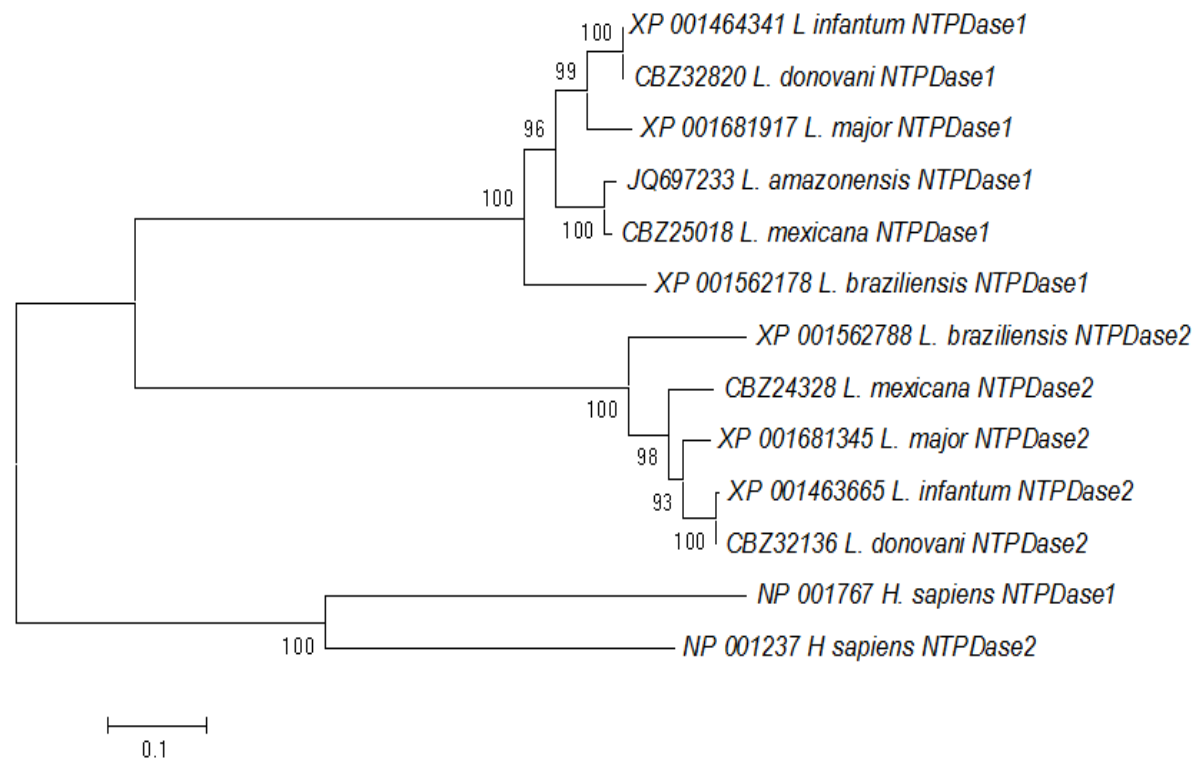 100
XP 001464341 L infantum NTPDase1
99
CBZ32820 L. donovani NTPDase1
96
XP 001681917 L. major NTPDase1
100
JQ697233 L. amazonensis NTPDase1
100
CBZ25018 L. mexicana NTPDase1
XP 001562178 L. braziliensis NTPDase1
XP 001562788 L. braziliensis NTPDase2
100
CBZ24328 L. mexicana NTPDase2
98
XP 001681345 L. major NTPDase2
93
XP 001463665 L. infantum NTPDase2
100
CBZ32136 L. donovani NTPDase2
NP 001767 H. sapiens NTPDase1
100
NP 001237 H sapiens NTPDase2
0.1